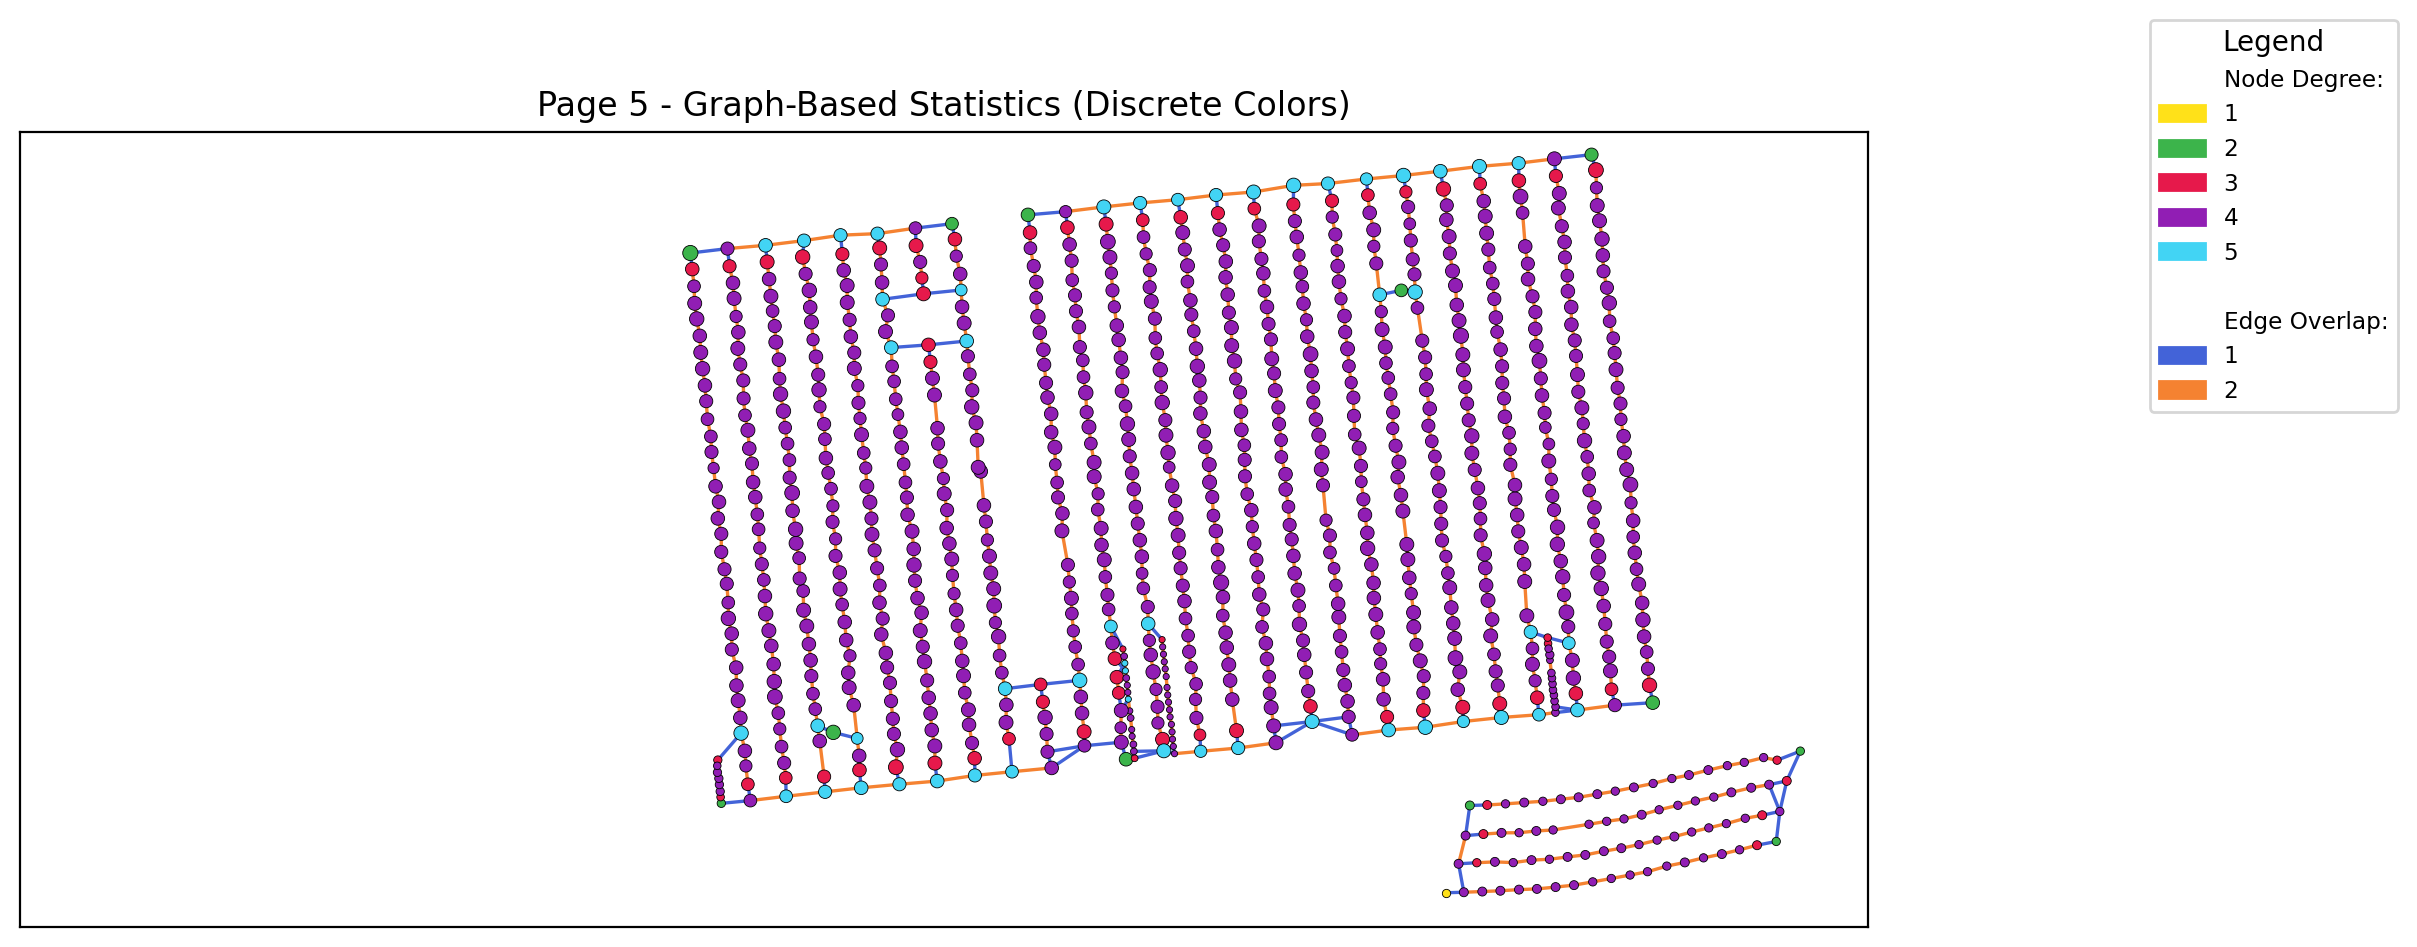 Page 5 - Graph-Based Statistics (Discrete Colors)
Legend
Node Degree:
1
2
3
4
5
Edge Overlap:
1
2